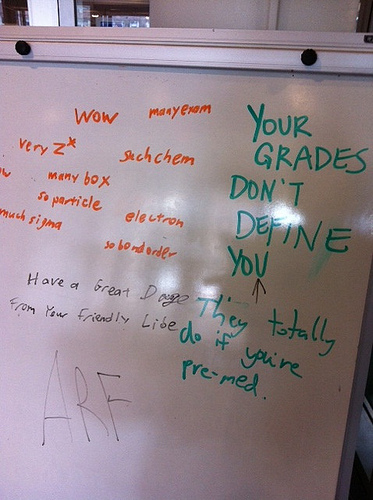 wow
many exam
very z*
such chem
w
many box
so particle
much sigma
electron
so bond order
YOUR
GRADES
DON'T
DEFINE
YOU
Have a Great Doge
From Your Friendly Libe
They totally
do if you're
pre-med.
ARF